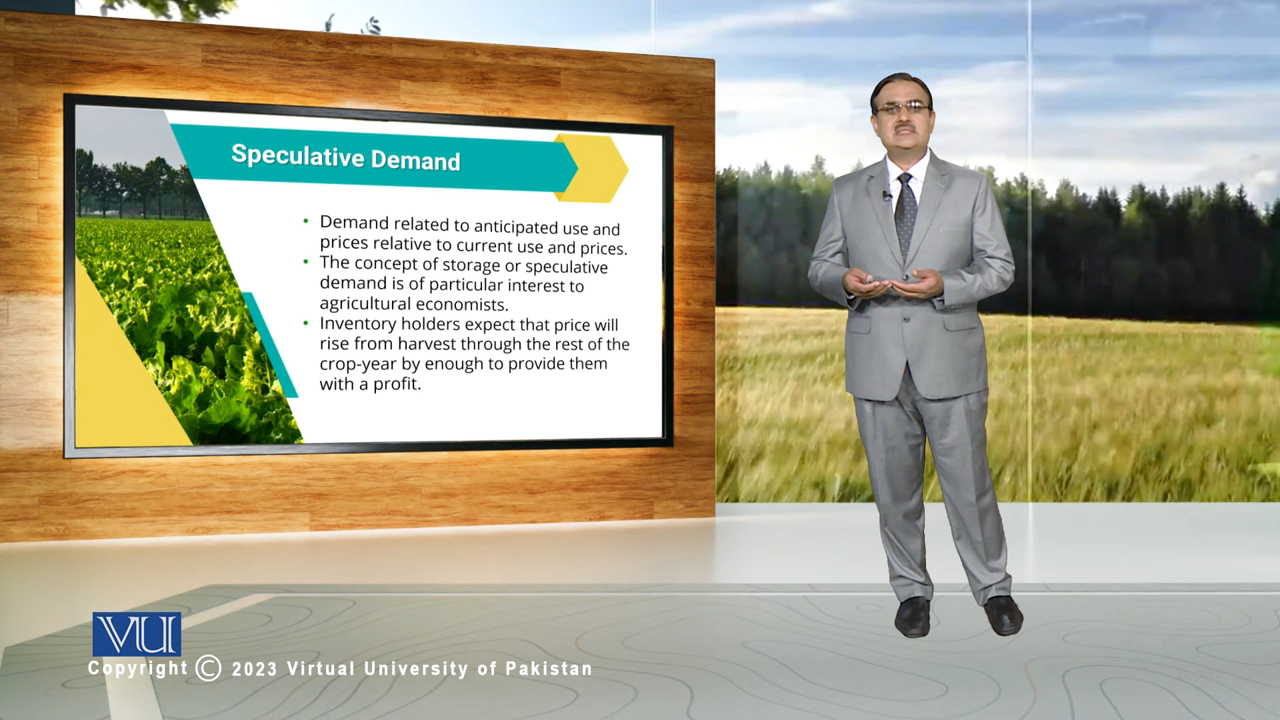 Speculative Demand
• Demand related to anticipated use and
prices relative to current use and prices.
• The concept of storage or speculative
demand is of particular interest to
agricultural economists.
• Inventory holders expect that price will
rise from harvest through the rest of the
crop-year by enough to provide them
with a profit.
VU
Copyright © 2023 Virtual University of Pakistan